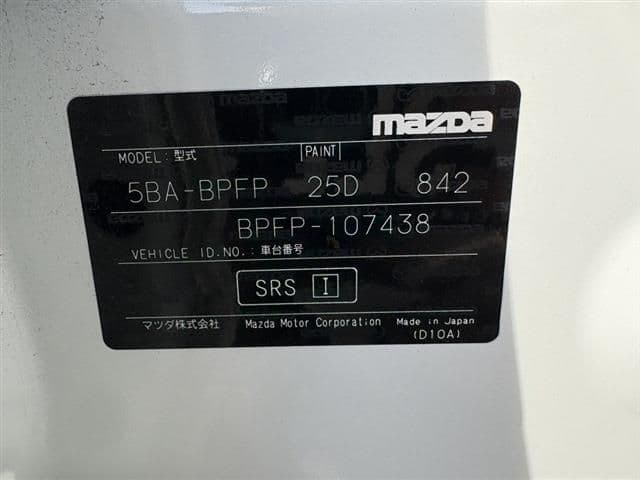 mazda
MODEL:型式 PAINT
5BA-BPFP 25D 842
BPFP-107438
VEHICLE ID.NO.:車台番号
SRS I
マツダ株式会社 Mazda Motor Corporation Made in Japan
(D10A)